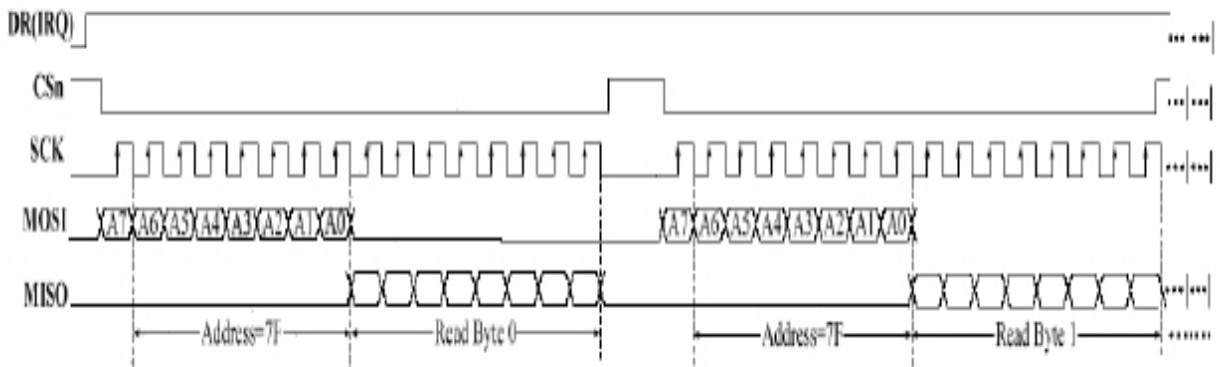 DR(IRQ)
CSn
SCK
MOSI A7 A6 A5 A4 A3 A2 A1 A0 A7 A6 A5 A4 A3 A2 A1 A0
MISO
Address=7F Read Byte 0 Address=7F Read Byte 1